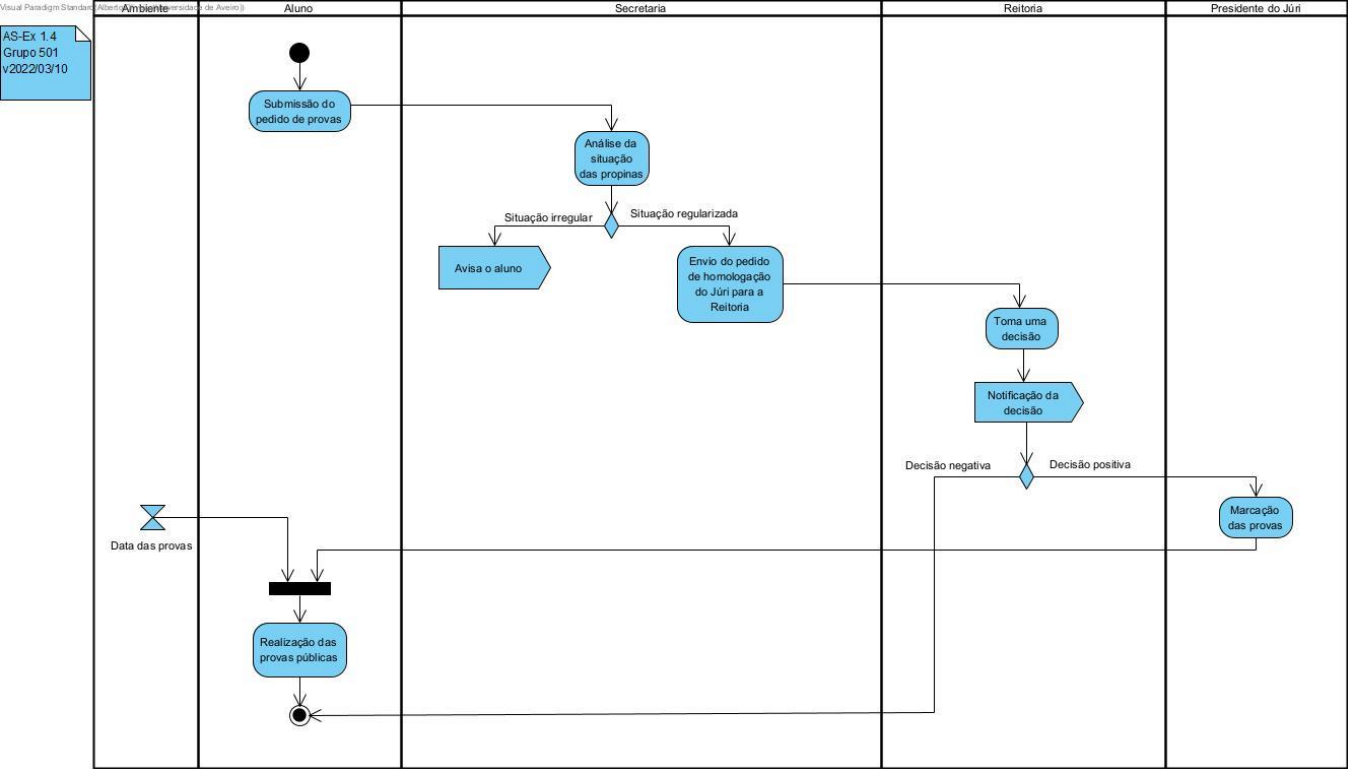 Visual Paradigm Standard
Ambiente
Aluno
Secretaria
Reitoria
Presidente do Júri
AS-Ex 1.4
Grupo 501
v2022/03/10
Submissão do
pedido de provas
Análise da
situação
das propinas
Situação irregular
Situação regularizada
Avisa o aluno
Envio do pedido
de homologação
do Júri para a
Reitoria
Toma uma
decisão
Notificação da
decisão
Decisão negativa
Decisão positiva
Marcação
das provas
Data das provas
Realização das
provas públicas